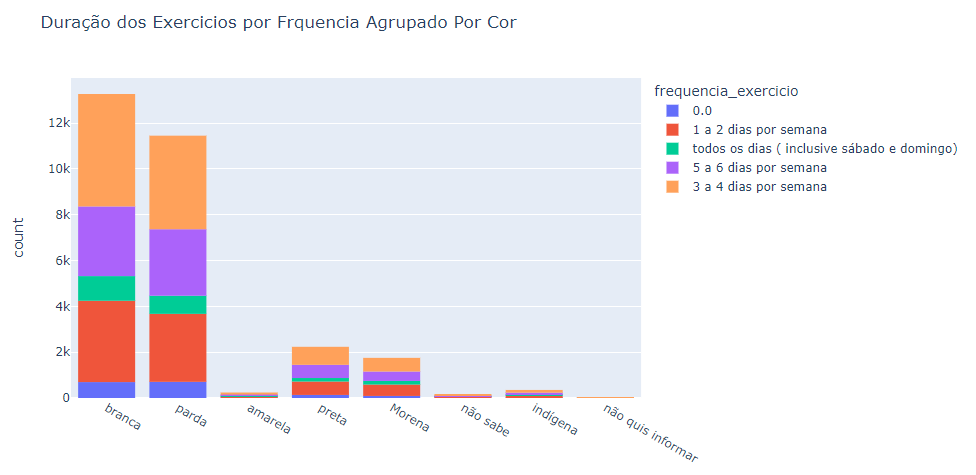 Duração dos Exercicios por Frquencia Agrupado Por Cor
frequencia_exercicio
0.0
1 a 2 dias por semana
todos os dias ( inclusive sábado e domingo)
5 a 6 dias por semana
3 a 4 dias por semana
count
12k
10k
8k
6k
4k
2k
0
branca
parda
amarela
preta
Morena
não sabe
indígena
não quis informar